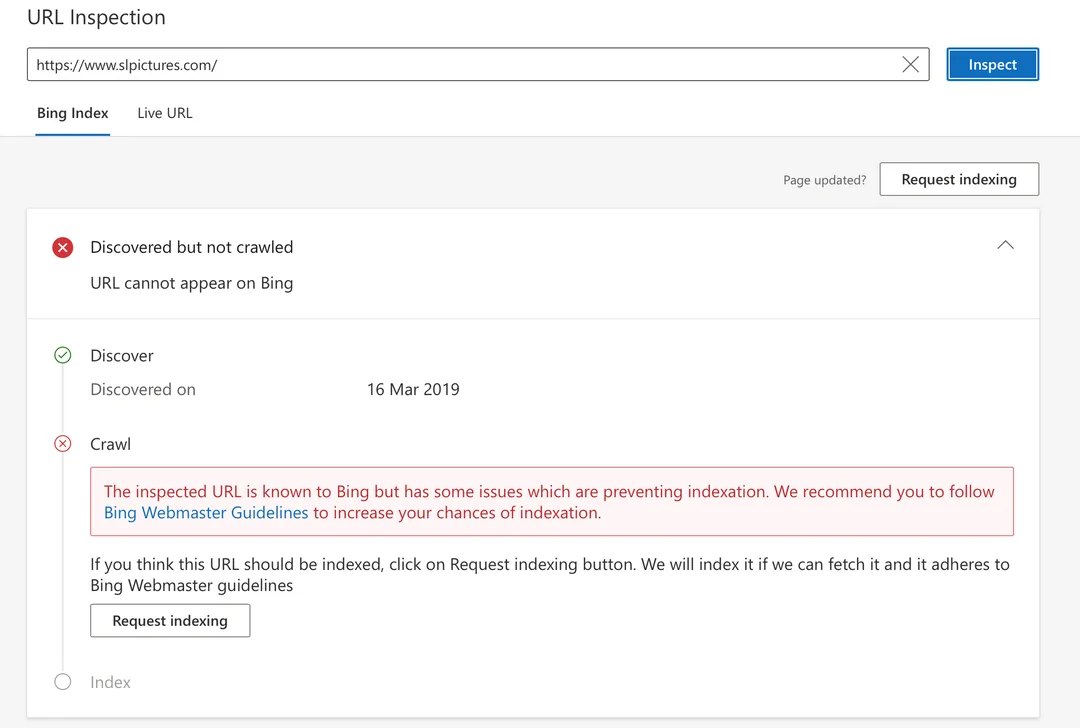 URL Inspection
https://www.slpictures.com/
Inspect
Bing Index
Live URL
Page updated?
Request indexing
Discovered but not crawled
URL cannot appear on Bing
Discover
Discovered on
16 Mar 2019
Crawl
The inspected URL is known to Bing but has some issues which are preventing indexation. We recommend you to follow
Bing Webmaster Guidelines to increase your chances of indexation.
If you think this URL should be indexed, click on Request indexing button. We will index it if we can fetch it and it adheres to
Bing Webmaster guidelines
Request indexing
Index